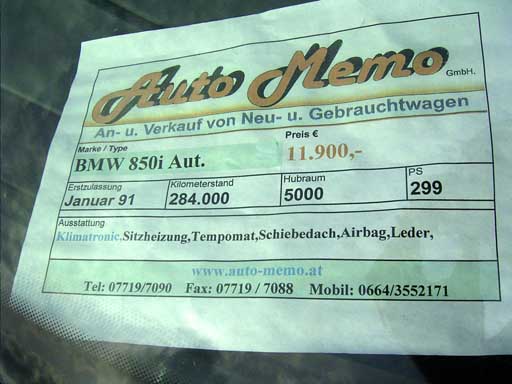 Auto Memo GmbH.
An- u. Verkauf von Neu- u. Gebrauchtwagen
Marke / Type Preis €
BMW 850i Aut. 11.900,-
Erstzulassung Kilometerstand Hubraum PS
Januar 91 284.000 5000 299
Ausstattung
Klimatronic,Sitzheizung,Tempomat,Schiebedach,Airbag,Leder,
www.auto-memo.at
Tel: 07719/7090 Fax: 07719 / 7088 Mobil: 0664/3552171